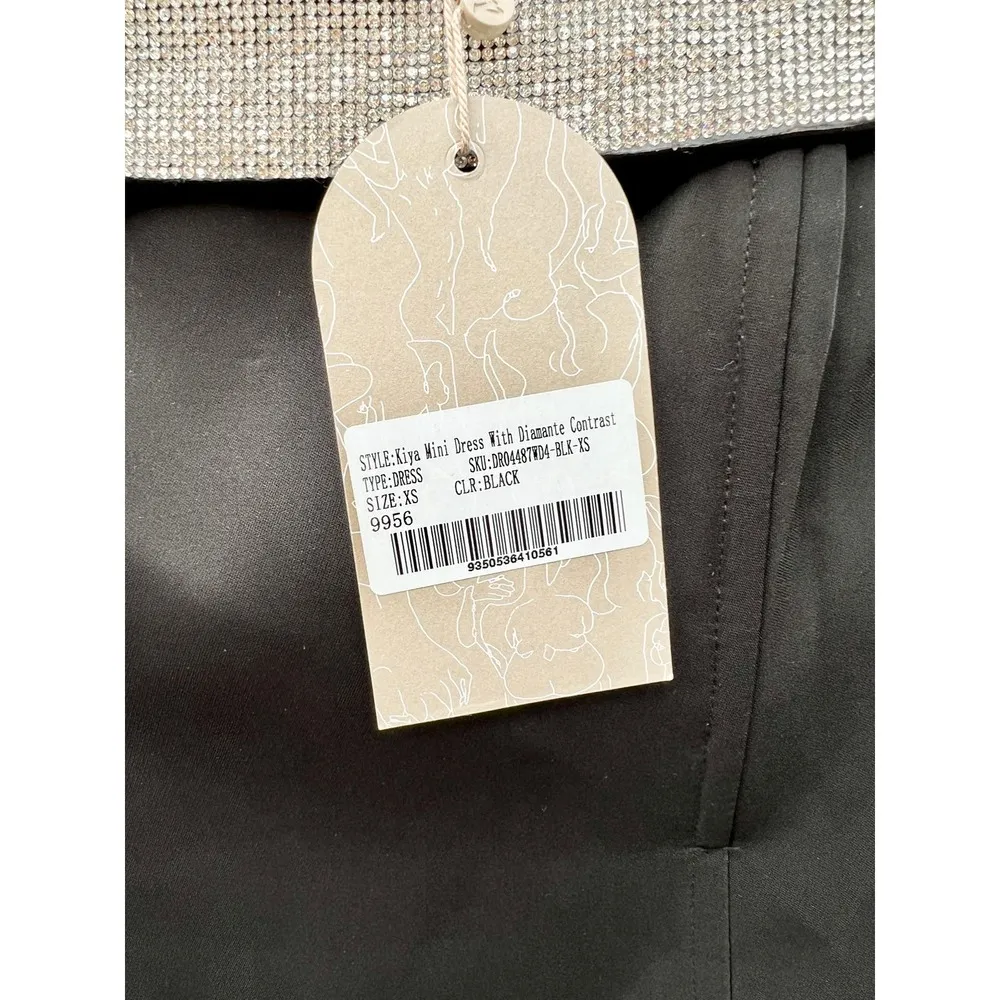 STYLE:Kiya Mini Dress With Diamante Contrast
TYPE:DRESS SKU:DR04487WD4-BLK-XS
SIZE:XS CLR:BLACK
9956
9350536410561